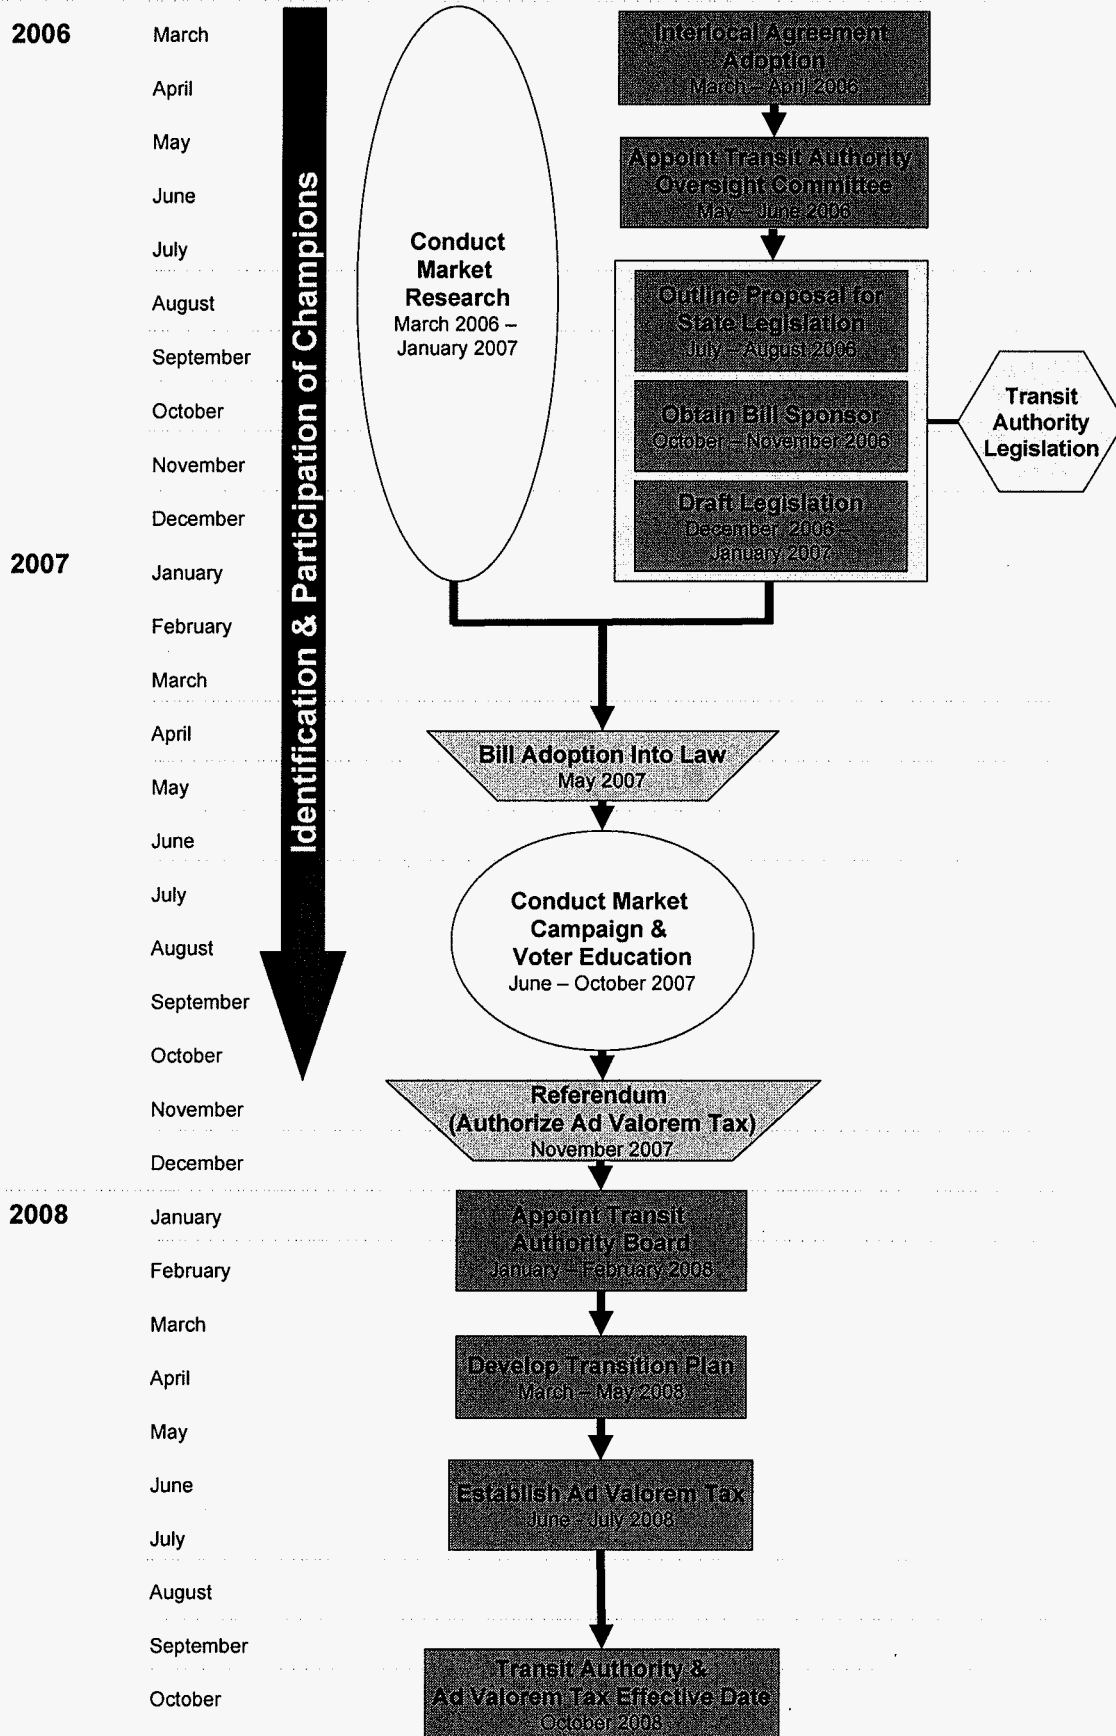 2006
March
April
May
June
July
August
September
October
November
December
2007
January
February
March
April
May
June
July
August
September
October
November
December
2008
January
February
March
April
May
June
July
August
September
October
Identification & Participation of Champions
Conduct
Market
Research
March 2006 –
January 2007
Interlocal Agreement
Adoption
March – April 2006
Appoint Transit Authority
Oversight Committee
May – June 2006
Outline Proposal for
State Legislation
July – August 2006
Obtain Bill Sponsor
October – November 2006
Draft Legislation
December 2006 –
January 2007
Transit
Authority
Legislation
Bill Adoption Into Law
May 2007
Conduct Market
Campaign &
Voter Education
June – October 2007
Referendum
(Authorize Ad Valorem Tax)
November 2007
Appoint Transit
Authority Board
January – February 2008
Develop Transition Plan
March – May 2008
Establish Ad Valorem Tax
June - July 2008
Transit Authority &
Ad Valorem Tax Effective Date
October 2008